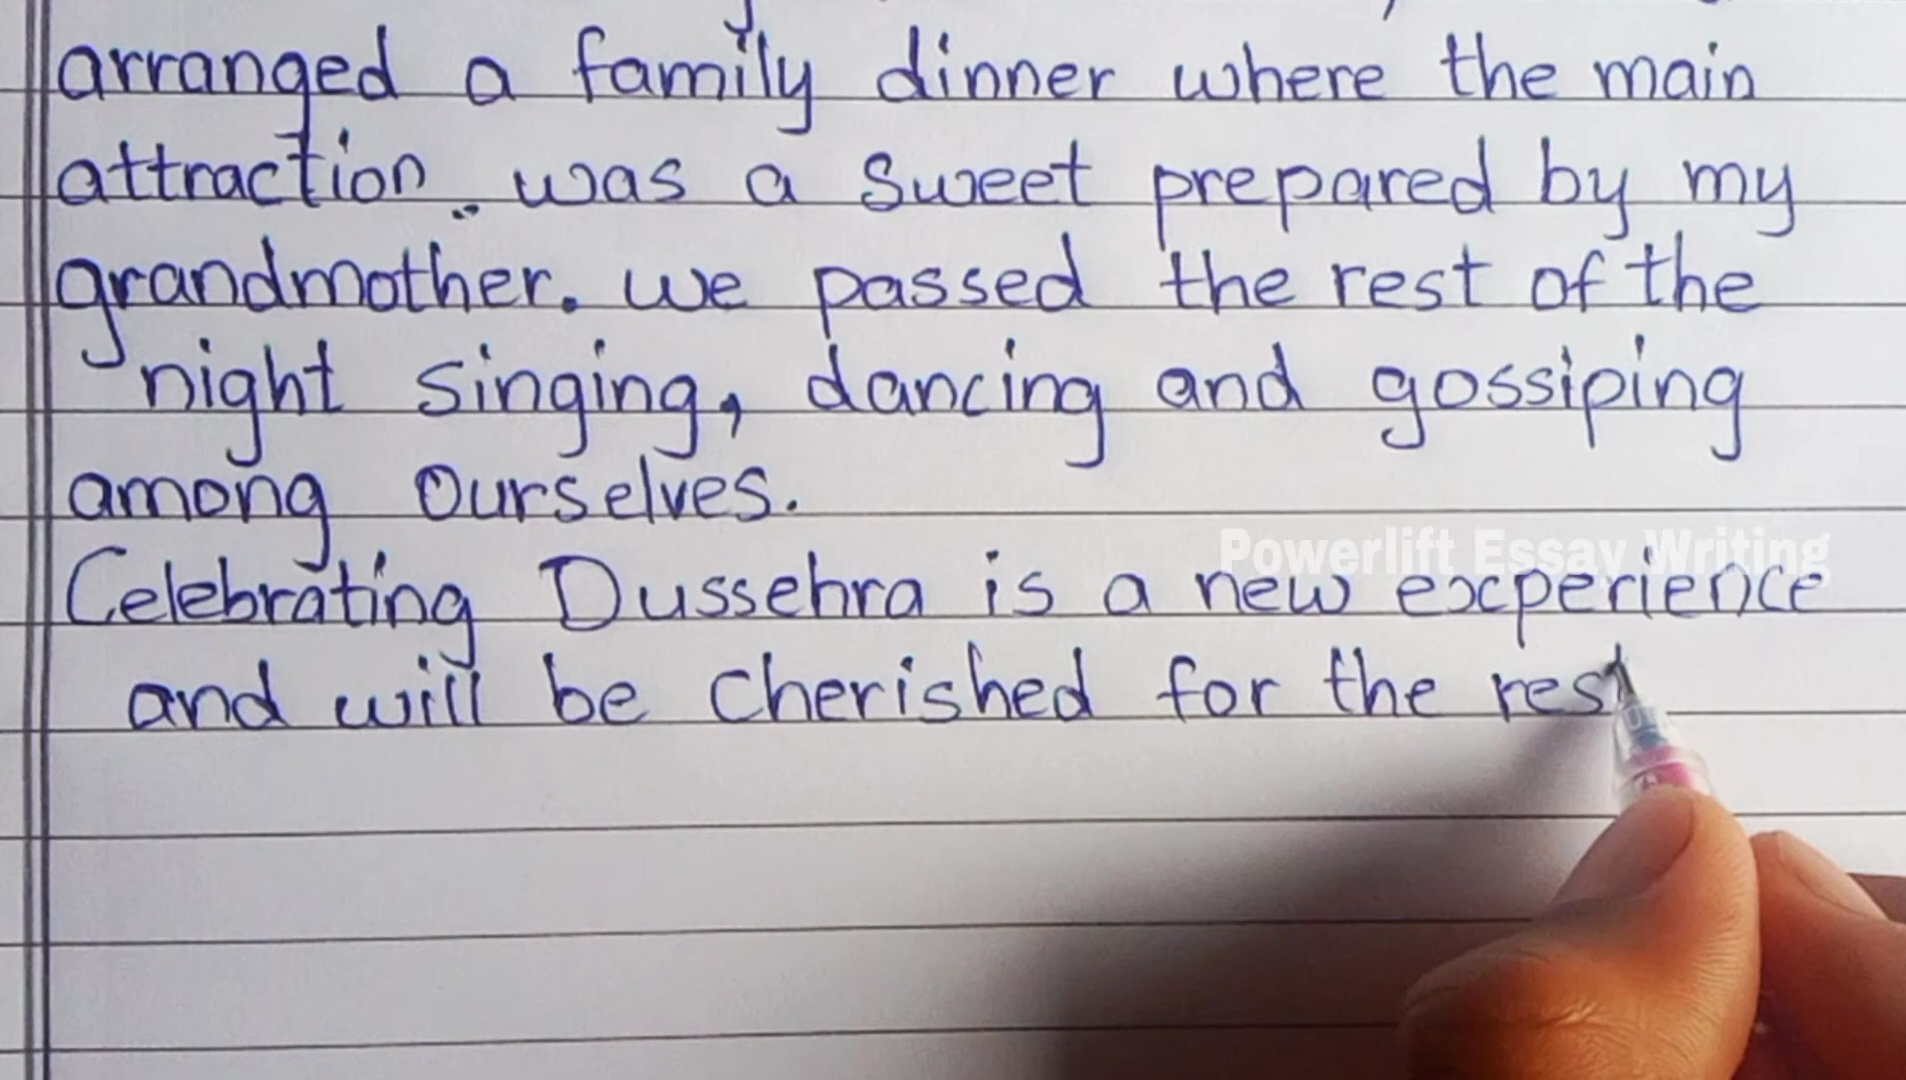 arranged a family dinner where the main
attraction was a sweet prepared by my
grandmother. we passed the rest of the
night singing, dancing and gossiping
among ourselves.
Powerlift Essay Writing
Celebrating Dussehra is a new experience
and will be cherished for the rest